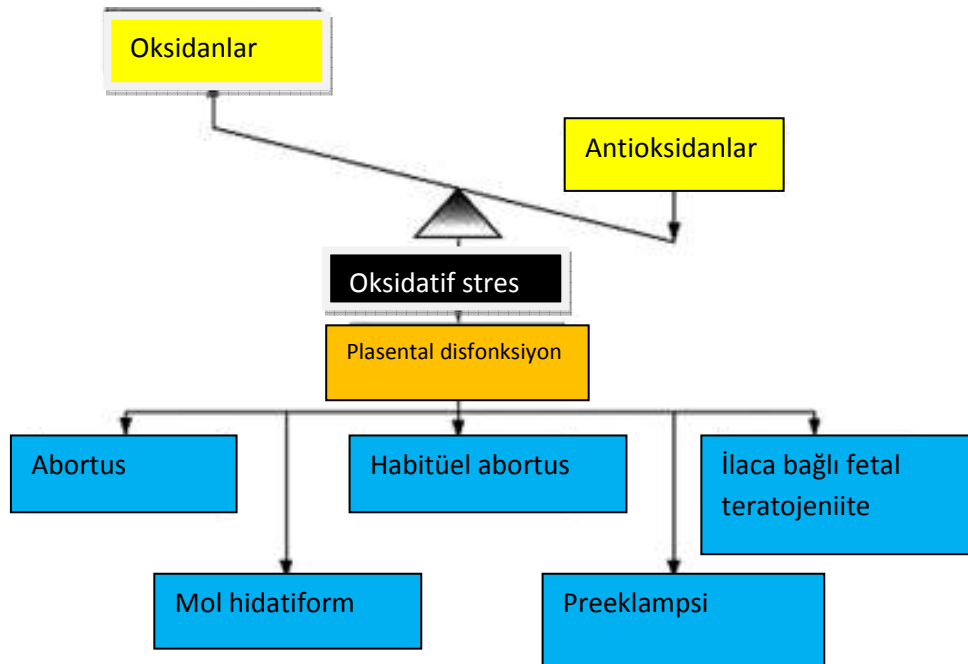 Oksidanlar
Antioksidanlar
Oksidatif stres
Plasental disfonksiyon
Abortus
Habitüel abortus
İlaca bağlı fetal
teratojeniite
Mol hidatiform
Preeklampsi